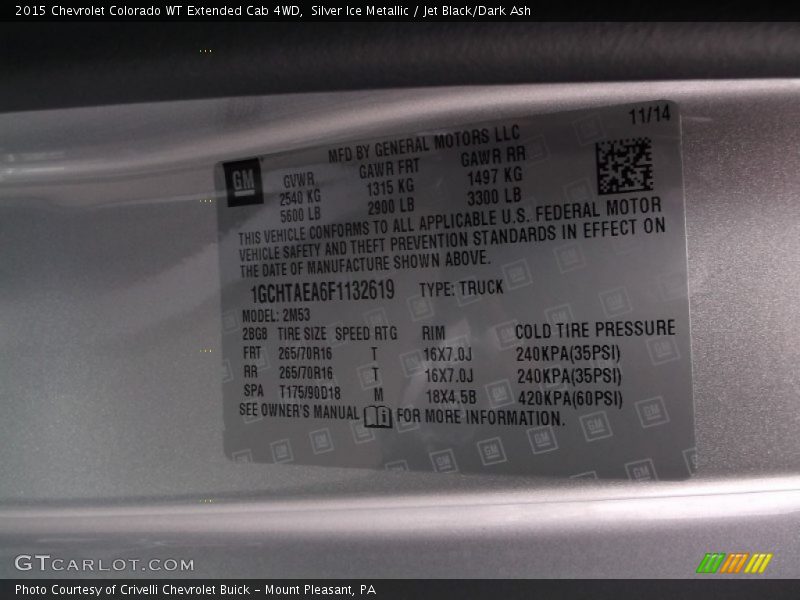 2015 Chevrolet Colorado WT Extended Cab 4WD, Silver Ice Metallic / Jet Black/Dark Ash
11/14
MFD BY GENERAL MOTORS LLC
GM
GVWR GAWR FRT GAWR RR
2540 KG 1315 KG 1497 KG
5600 LB 2900 LB 3300 LB
THIS VEHICLE CONFORMS TO ALL APPLICABLE U.S. FEDERAL MOTOR
VEHICLE SAFETY AND THEFT PREVENTION STANDARDS IN EFFECT ON
THE DATE OF MANUFACTURE SHOWN ABOVE.
1GCHTAEA6F1132619 TYPE: TRUCK
MODEL: 2M53
2BG8 TIRE SIZE SPEED RTG RIM COLD TIRE PRESSURE
FRT 265/70R16 T 16X7.0J 240KPA(35PSI)
RR 265/70R16 T 16X7.0J 240KPA(35PSI)
SPA T175/90D18 M 18X4.5B 420KPA(60PSI)
SEE OWNER'S MANUAL FOR MORE INFORMATION.
GTCARLOT.COM
Photo Courtesy of Crivelli Chevrolet Buick - Mount Pleasant, PA